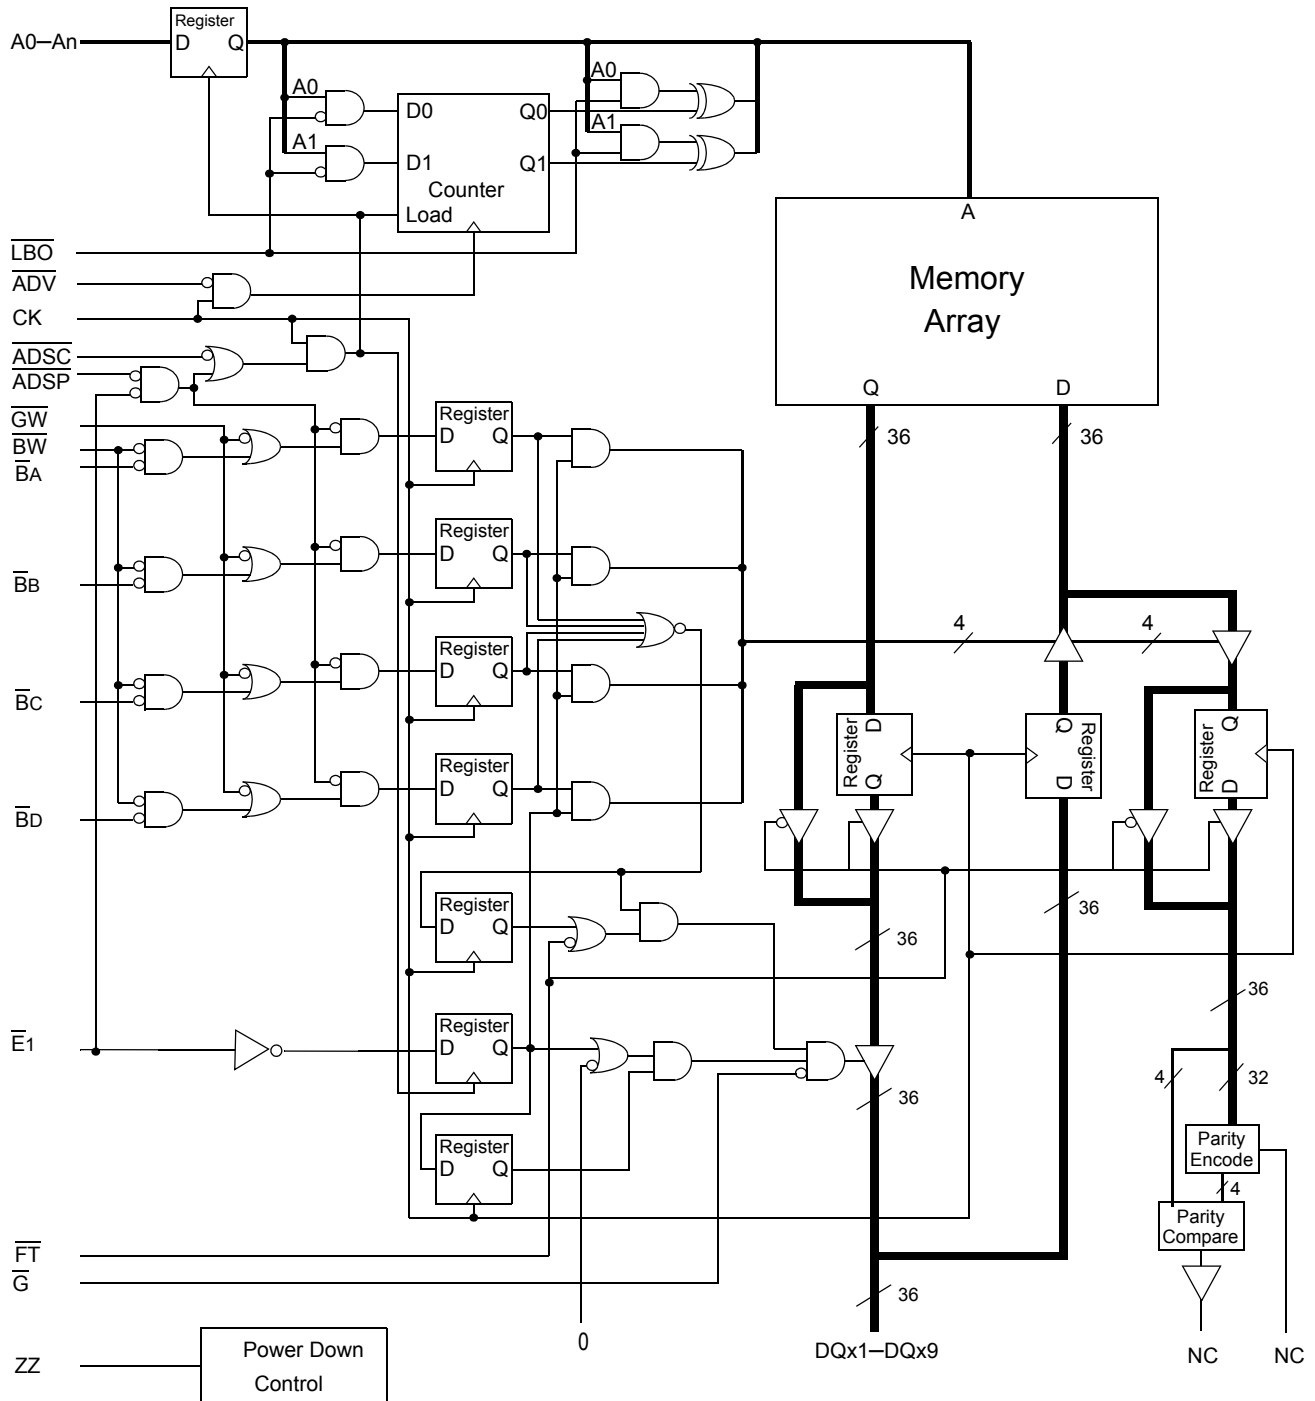 Register
A0–An
D Q
A0
A0
D0 Q0
A1
A1
D1 Q1
Counter
Load
A
LBO
ADV
Memory
Array
CK
ADSC
ADSP
Q D
GW
Register
BW
D Q
36
36
BA
Register
D Q
BB
4
4
Register
D Q
BC
Register
D
Q
Register
Q
D
Register
Q
D
Register
D Q
BD
Register
D Q
36
36
36
Register
E1
D Q
4
32
36
Register
D Q
Parity
Encode
4
Parity
Compare
FT
G
36
0
DQx1–DQx9
NC
NC
ZZ
Power Down
Control